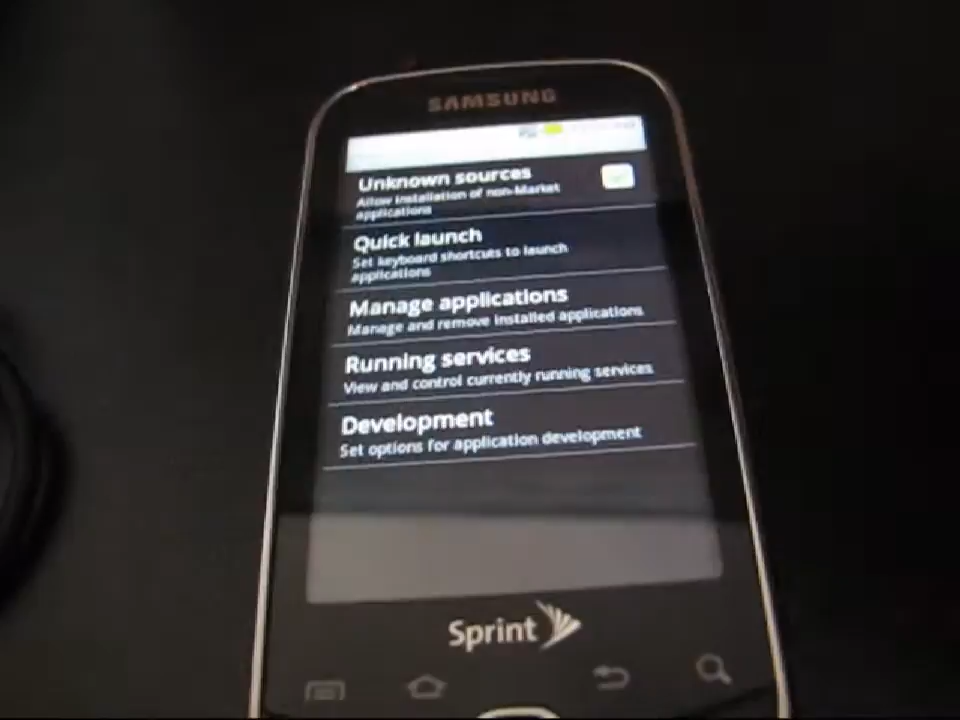 SAMSUNG
Unknown sources
Allow installation of non-Market
applications
Quick launch
Set keyboard shortcuts to launch
applications
Manage applications
Manage and remove installed applications
Running services
View and control currently running services
Development
Set options for application development
Sprint